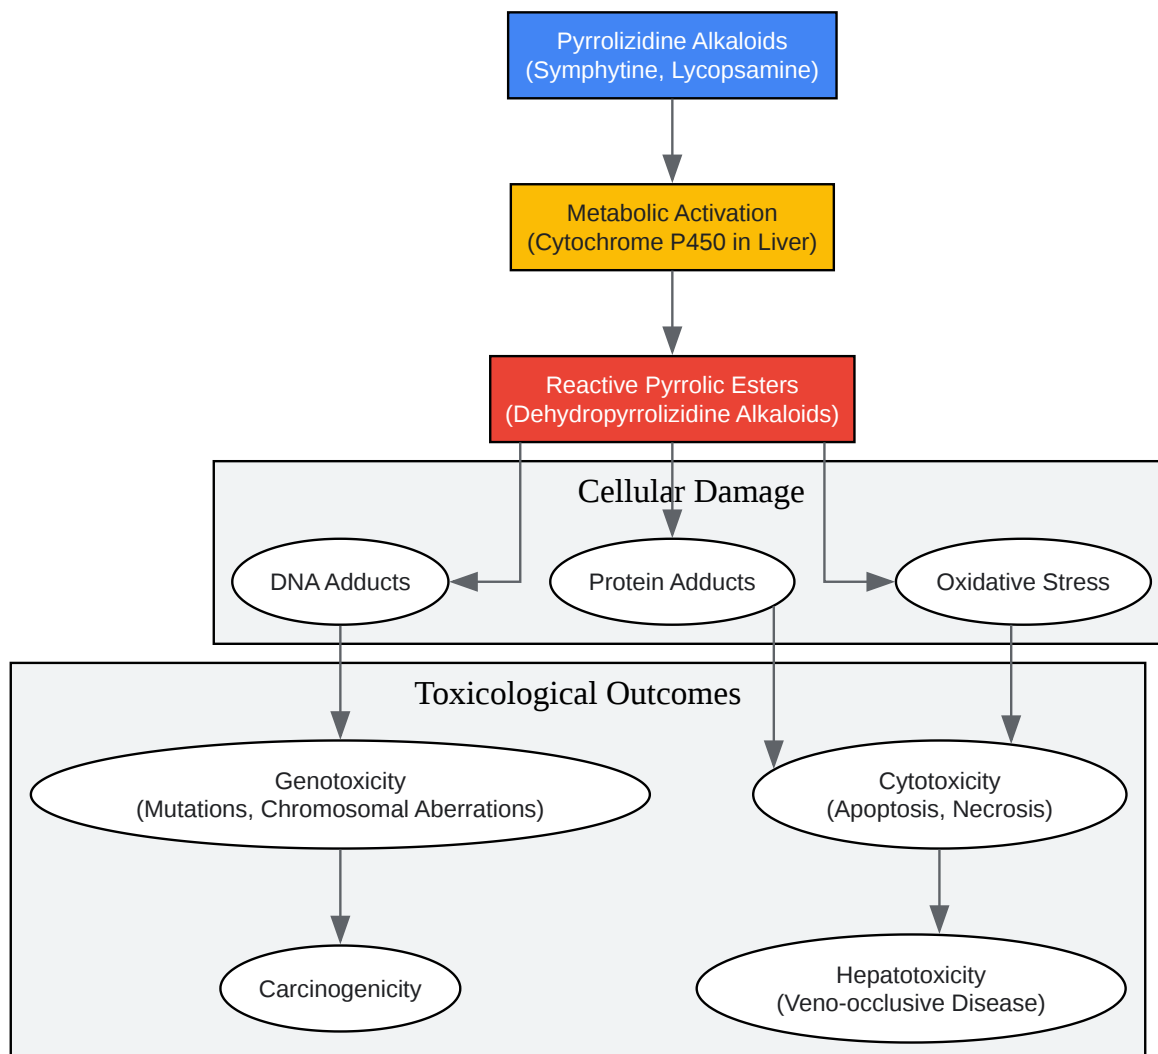 Pyrrolizidine Alkaloids
(Symphytine, Lycopsamine)
Metabolic Activation
(Cytochrome P450 in Liver)
Reactive Pyrrolic Esters
(Dehydropyrrolizidine Alkaloids)
Cellular Damage
DNA Adducts
Protein Adducts
Oxidative Stress
Toxicological Outcomes
Genotoxicity
(Mutations, Chromosomal Aberrations)
Cytotoxicity
(Apoptosis, Necrosis)
Carcinogenicity
Hepatotoxicity
(Veno-occlusive Disease)